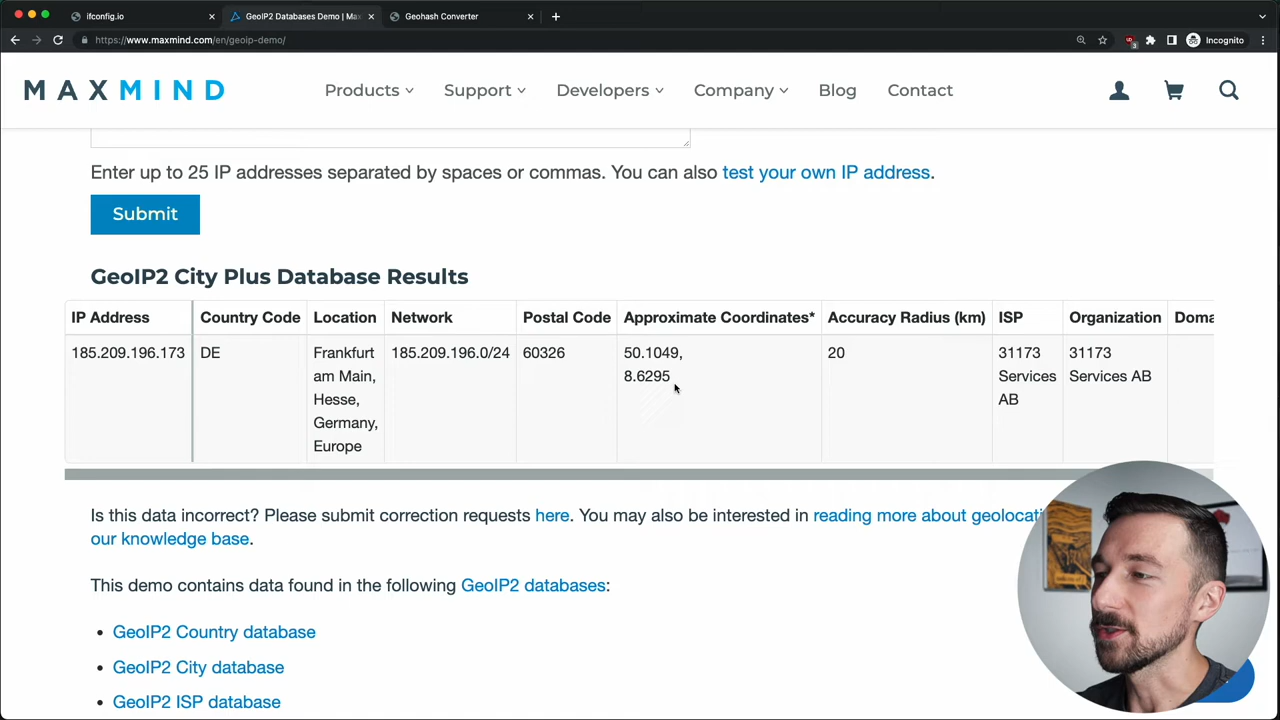 ifconfig.io
GeoIP2 Databases Demo | Max
Geohash Converter
https://www.maxmind.com/en/geoip-demo/
Incognito
MAXMIND
Products
Support
Developers
Company
Blog
Contact
Enter up to 25 IP addresses separated by spaces or commas. You can also test your own IP address.
Submit
GeoIP2 City Plus Database Results
IP Address Country Code Location Network Postal Code Approximate Coordinates* Accuracy Radius (km) ISP Organization Doma
185.209.196.173 DE Frankfurt 185.209.196.0/24 60326 50.1049, 20 31173 31173
am Main, 8.6295 Services Services AB
Hesse, AB
Germany,
Europe
Is this data incorrect? Please submit correction requests here. You may also be interested in reading more about geolocati
our knowledge base.
This demo contains data found in the following GeoIP2 databases:
• GeoIP2 Country database
• GeoIP2 City database
• GeoIP2 ISP database